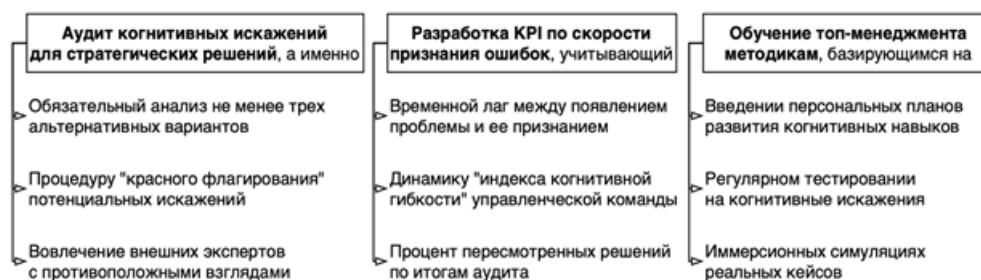 Аудит когнитивных искажений
для стратегических решений, а именно
Обязательный анализ не менее трех
альтернативных вариантов
Процедуру "красного флагирования"
потенциальных искажений
Вовлечение внешних экспертов
с противоположными взглядами
Разработка KPI по скорости
признания ошибок, учитывающий
Временной лаг между появлением
проблемы и ее признанием
Динамику "индекса когнитивной
гибкости" управленческой команды
Процент пересмотренных решений
по итогам аудита
Обучение топ-менеджмента
методикам, базирующимся на
Введении персональных планов
развития когнитивных навыков
Регулярном тестировании
на когнитивные искажения
Иммерсионных симуляциях
реальных кейсов